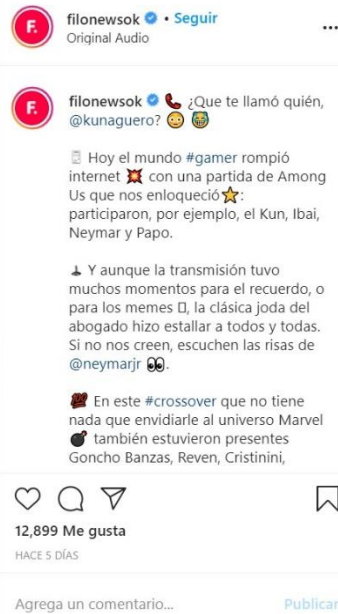 filonewsok • Seguir
Original Audio
F.
F.
filonewsok 📞 ¿Que te llamó quién,
@kunaguero? 😳 😹
🧾 Hoy el mundo #gamer rompió
internet 💥 con una partida de Among
Us que nos enloqueció⭐:
participaron, por ejemplo, el Kun, Ibai,
Neymar y Papo.
Y aunque la transmisión tuvo
muchos momentos para el recuerdo, o
para los memes ▯, la clásica joda del
abogado hizo estallar a todos y todas.
Si no nos creen, escuchen las risas de
@neymarjr 👀.
💯 En este #crossover que no tiene
nada que envidiarle al universo Marvel
💣 también estuvieron presentes
Goncho Banzas, Reven, Cristinini,
12,899 Me gusta
HACE 5 DÍAS
Agrega un comentario... Publicar